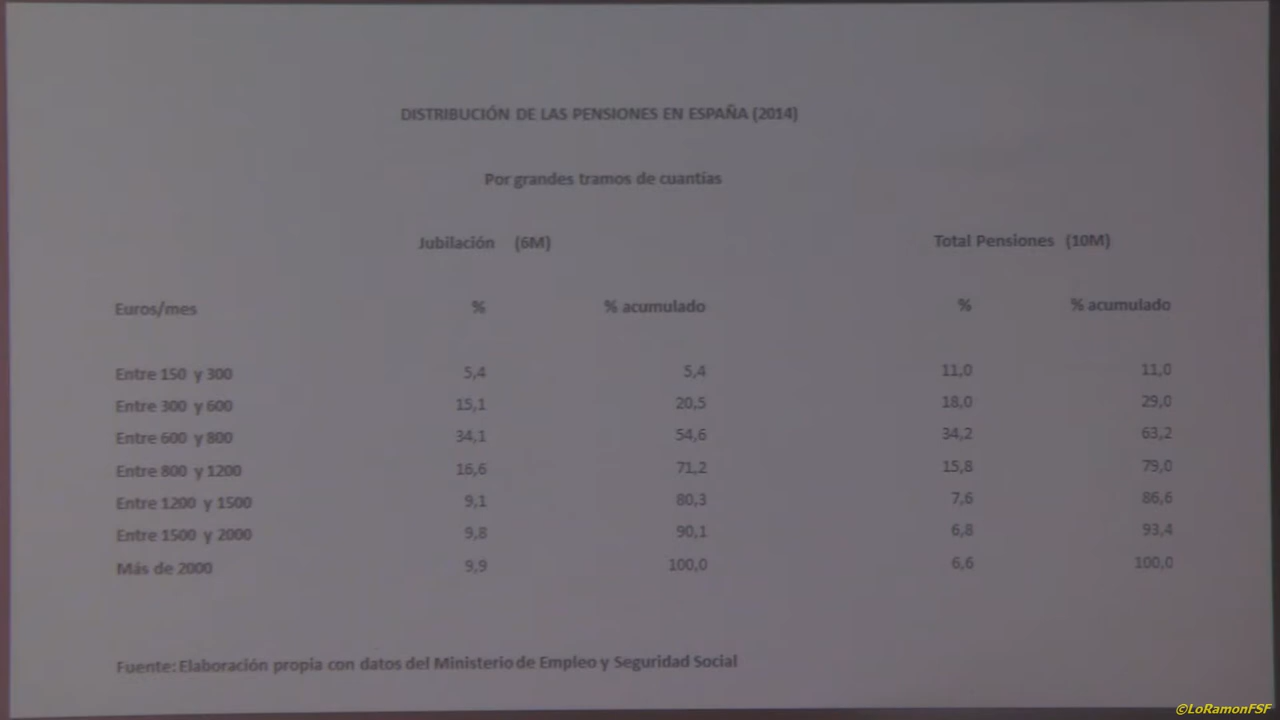 DISTRIBUCIÓN DE LAS PENSIONES EN ESPAÑA (2014)
Por grandes tramos de cuantías
Jubilación (6M) Total Pensiones (10M)
Euros/mes % % acumulado % % acumulado
Entre 150 y 300 5,4 5,4 11,0 11,0
Entre 300 y 600 15,1 20,5 18,0 29,0
Entre 600 y 800 34,1 54,6 34,2 63,2
Entre 800 y 1200 16,6 71,2 15,8 79,0
Entre 1200 y 1500 9,1 80,3 7,6 86,6
Entre 1500 y 2000 9,8 90,1 6,8 93,4
Más de 2000 9,9 100,0 6,6 100,0
Fuente: Elaboración propia con datos del Ministerio de Empleo y Seguridad Social
©LoRamonFSF